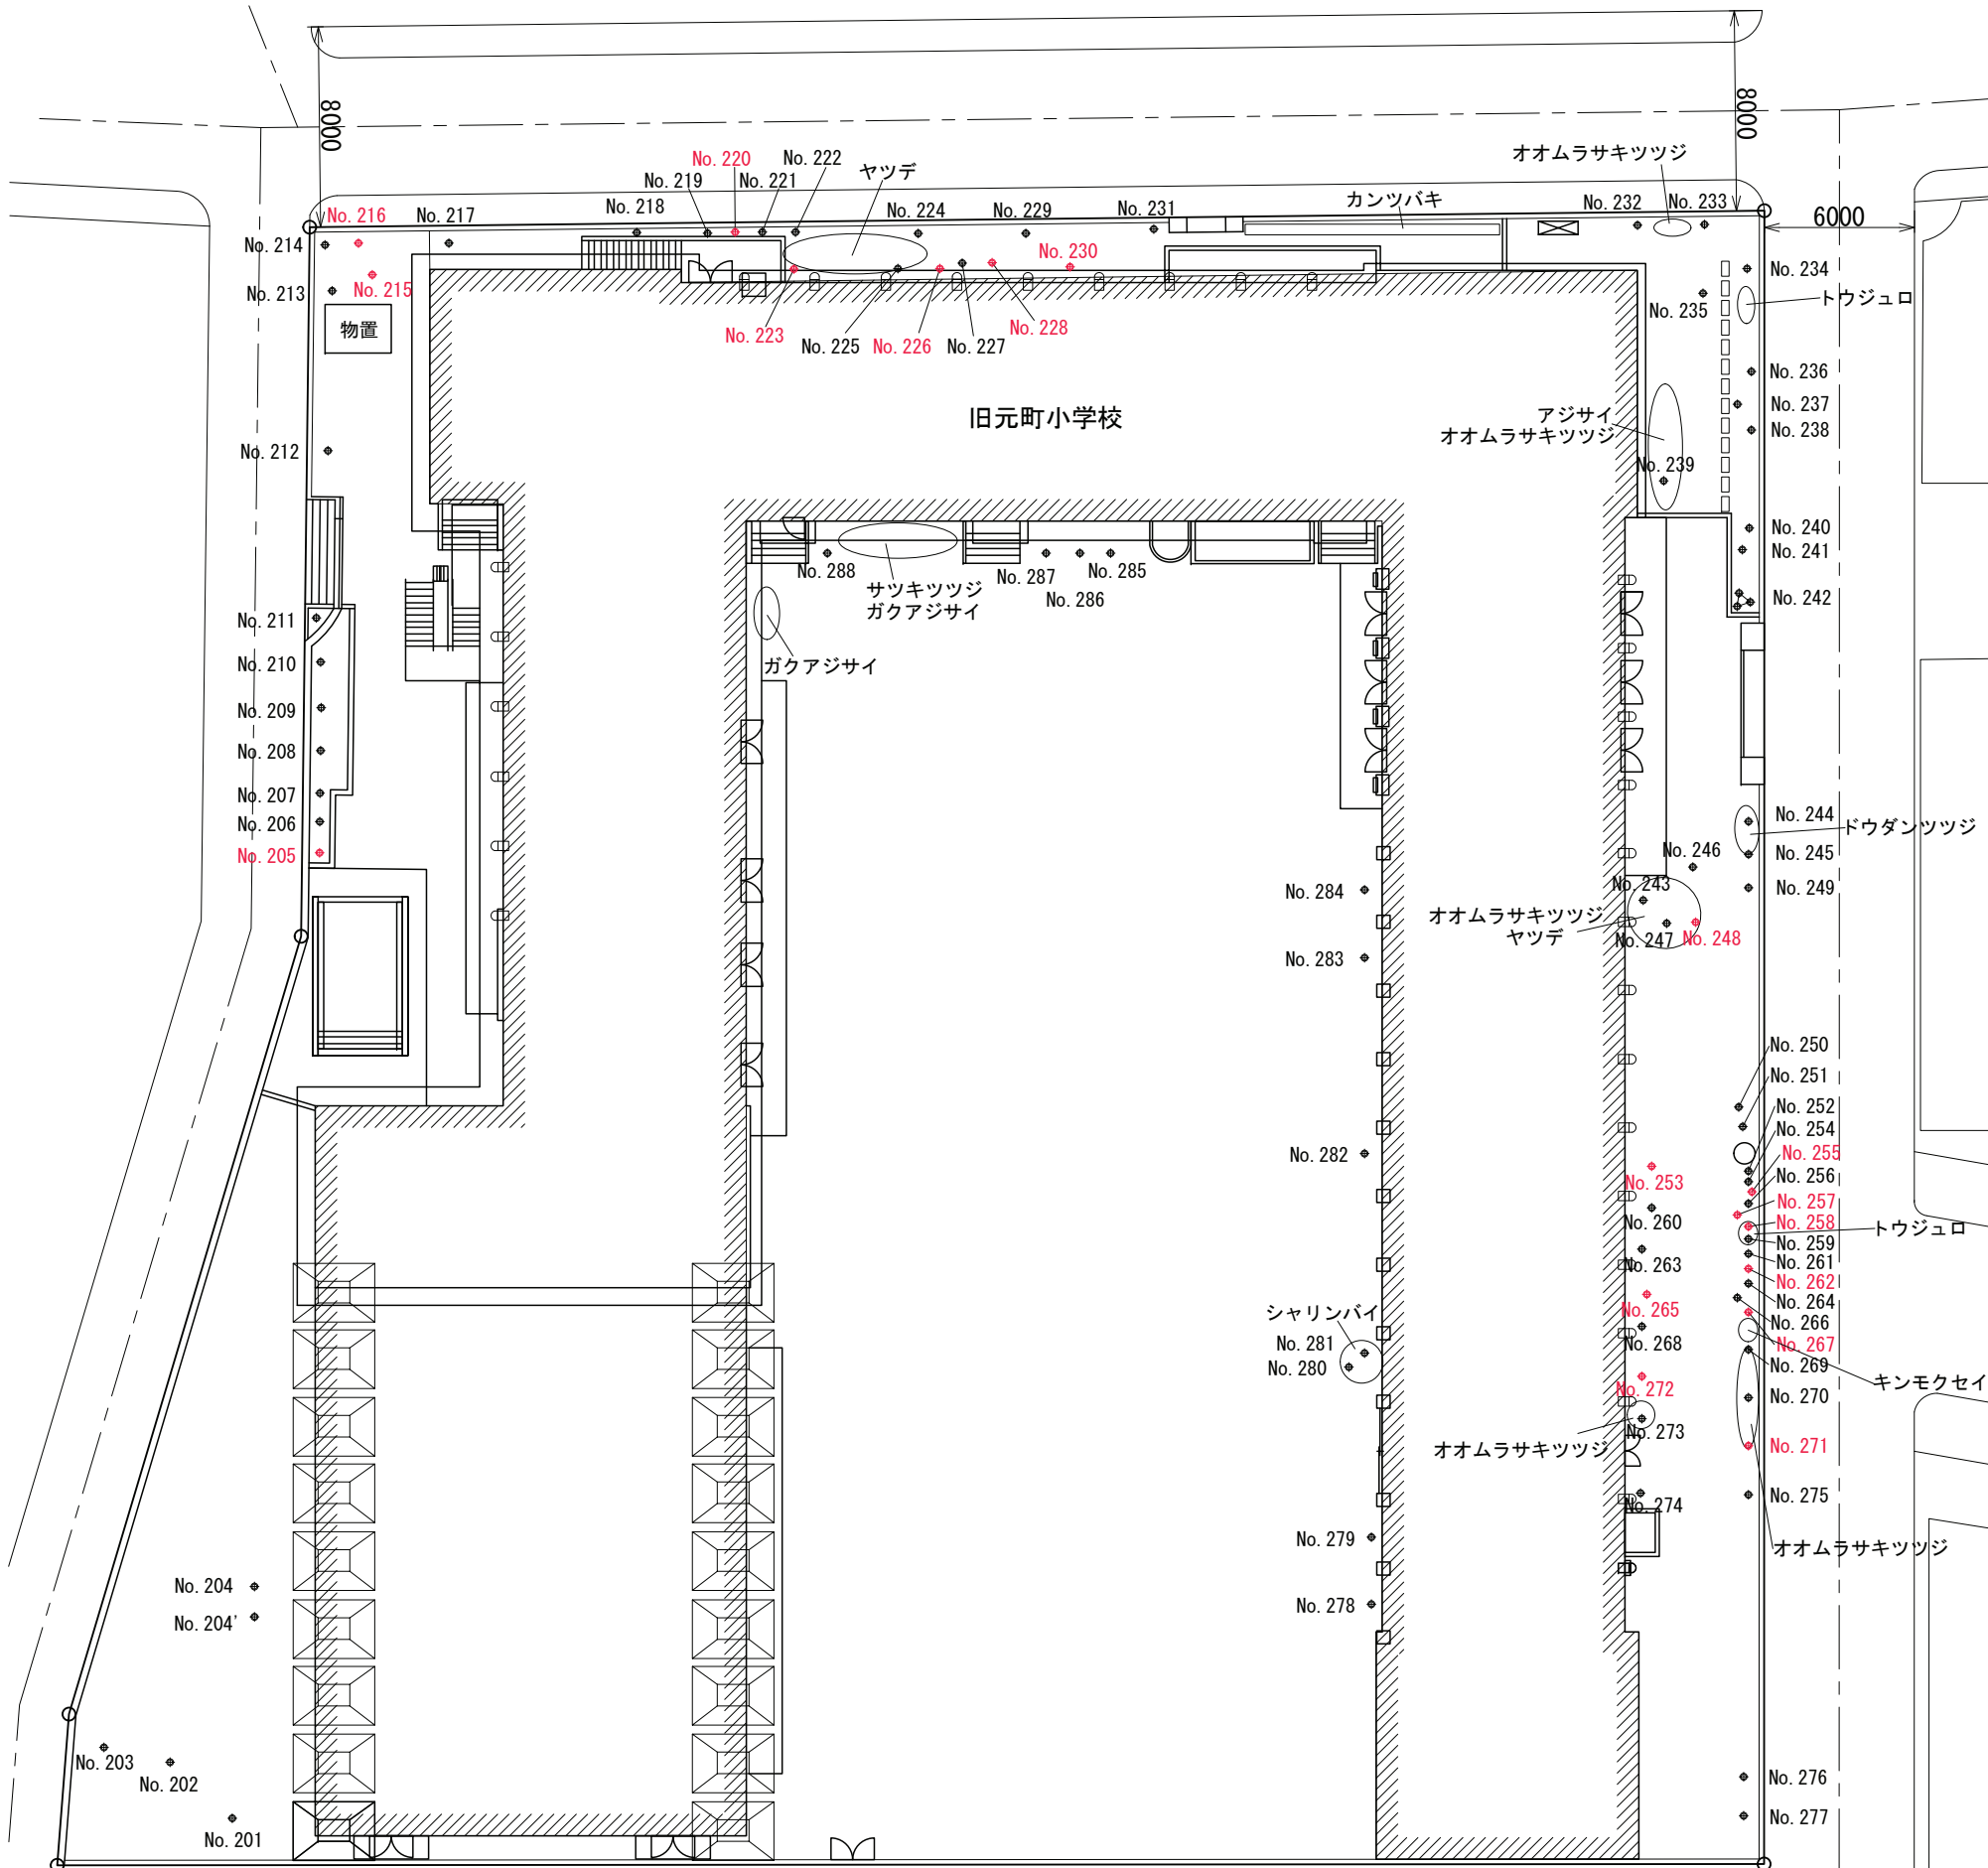 8000
8000
オオムラサキツツジ
No. 220
No. 222
No. 219
No. 221
ヤツデ
カンツバキ
No. 216
No. 217
No. 218
No. 224
No. 229
No. 231
No. 232
No. 233
6000
No. 214
No. 230
No. 234
No. 213
No. 215
トウジュロ
No. 235
物置
No. 223
No. 225
No. 226
No. 227
No. 228
No. 236
No. 237
旧元町小学校
アジサイ
オオムラサキツツジ
No. 238
No. 212
No. 239
No. 240
No. 241
No. 288
No. 287
No. 285
サツキツツジ
ガクアジサイ
No. 286
No. 242
No. 211
No. 210
ガクアジサイ
No. 209
No. 208
No. 207
No. 206
No. 205
No. 244
ドウダンツツジ
No. 246
No. 245
No. 284
No. 243
No. 249
オオムラサキツツジ
ヤツデ
No. 247
No. 248
No. 283
No. 250
No. 251
No. 252
No. 254
No. 282
No. 255
No. 253
No. 256
No. 257
No. 260
No. 258
トウジュロ
No. 259
No. 263
No. 261
No. 262
No. 264
シャリンバイ
No. 265
No. 266
No. 281
No. 268
No. 267
No. 280
No. 269
キンモクセイ
No. 272
No. 270
No. 273
オオムラサキツツジ
No. 271
No. 275
No. 274
No. 279
オオムラサキツツジ
No. 204
No. 278
No. 204'
No. 203
No. 202
No. 276
No. 201
No. 277